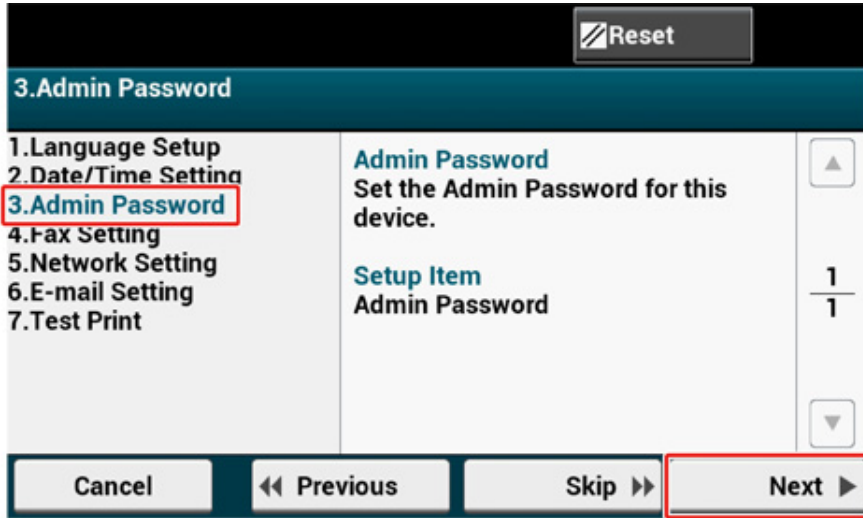 Reset
3.Admin Password
1.Language Setup
2.Date/Time Setting
3.Admin Password
4.Fax Setting
5.Network Setting
6.E-mail Setting
7.Test Print
Admin Password
Set the Admin Password for this
device.
Setup Item
Admin Password
1
1
Cancel
Previous
Skip
Next